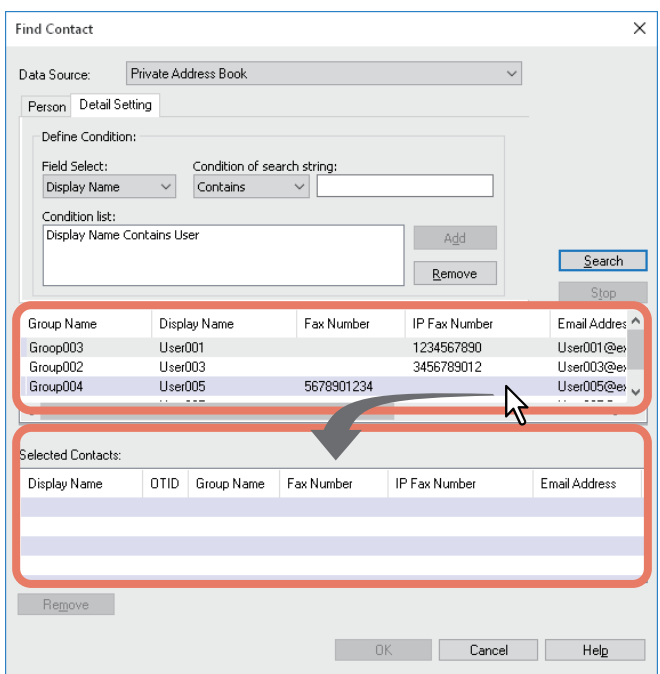 Find Contact
Data Source: Private Address Book
Person Detail Setting
Define Condition:
Field Select: Condition of search string:
Display Name Contains
Condition list:
Display Name Contains User
Add
Search
Remove
Stop
Group Name Display Name Fax Number IP Fax Number Email Addres
Groop003 User001 1234567890 User001@ex
Group002 User003 3456789012 User003@ex
Group004 User005 5678901234 User005@ex
Selected Contacts:
Display Name OTID Group Name Fax Number IP Fax Number Email Address
Remove
OK Cancel Help